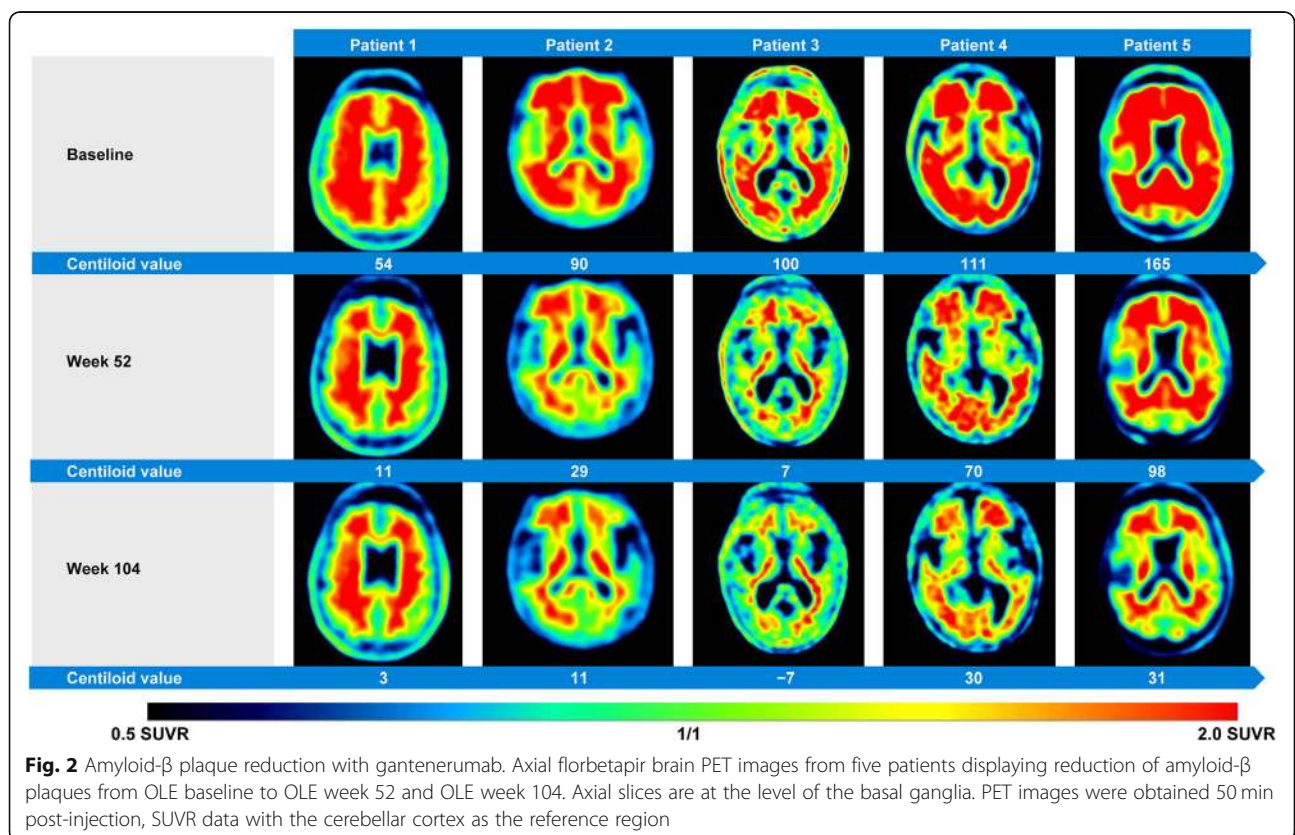 Patient 1 Patient 2 Patient 3 Patient 4 Patient 5
Baseline
Centiloid value 54 90 100 111 165
Week 52
Centiloid value 11 29 7 70 98
Week 104
Centiloid value 3 11 −7 30 31
0.5 SUVR 1/1 2.0 SUVR
Fig. 2 Amyloid-β plaque reduction with gantenerumab. Axial florbetapir brain PET images from five patients displaying reduction of amyloid-β
plaques from OLE baseline to OLE week 52 and OLE week 104. Axial slices are at the level of the basal ganglia. PET images were obtained 50 min
post-injection, SUVR data with the cerebellar cortex as the reference region